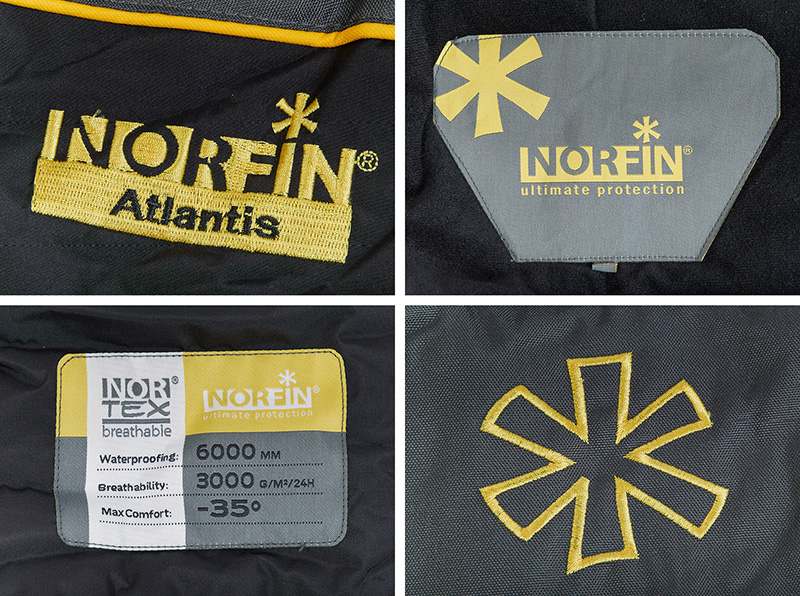 NORFIN®
Atlantis
NORFIN®
ultimate protection
NOR®
TEX
breathable
NORFIN®
ultimate protection
Waterproofing: 6000 MM
Breathability: 3000 G/M²/24H
Max Comfort: -35°